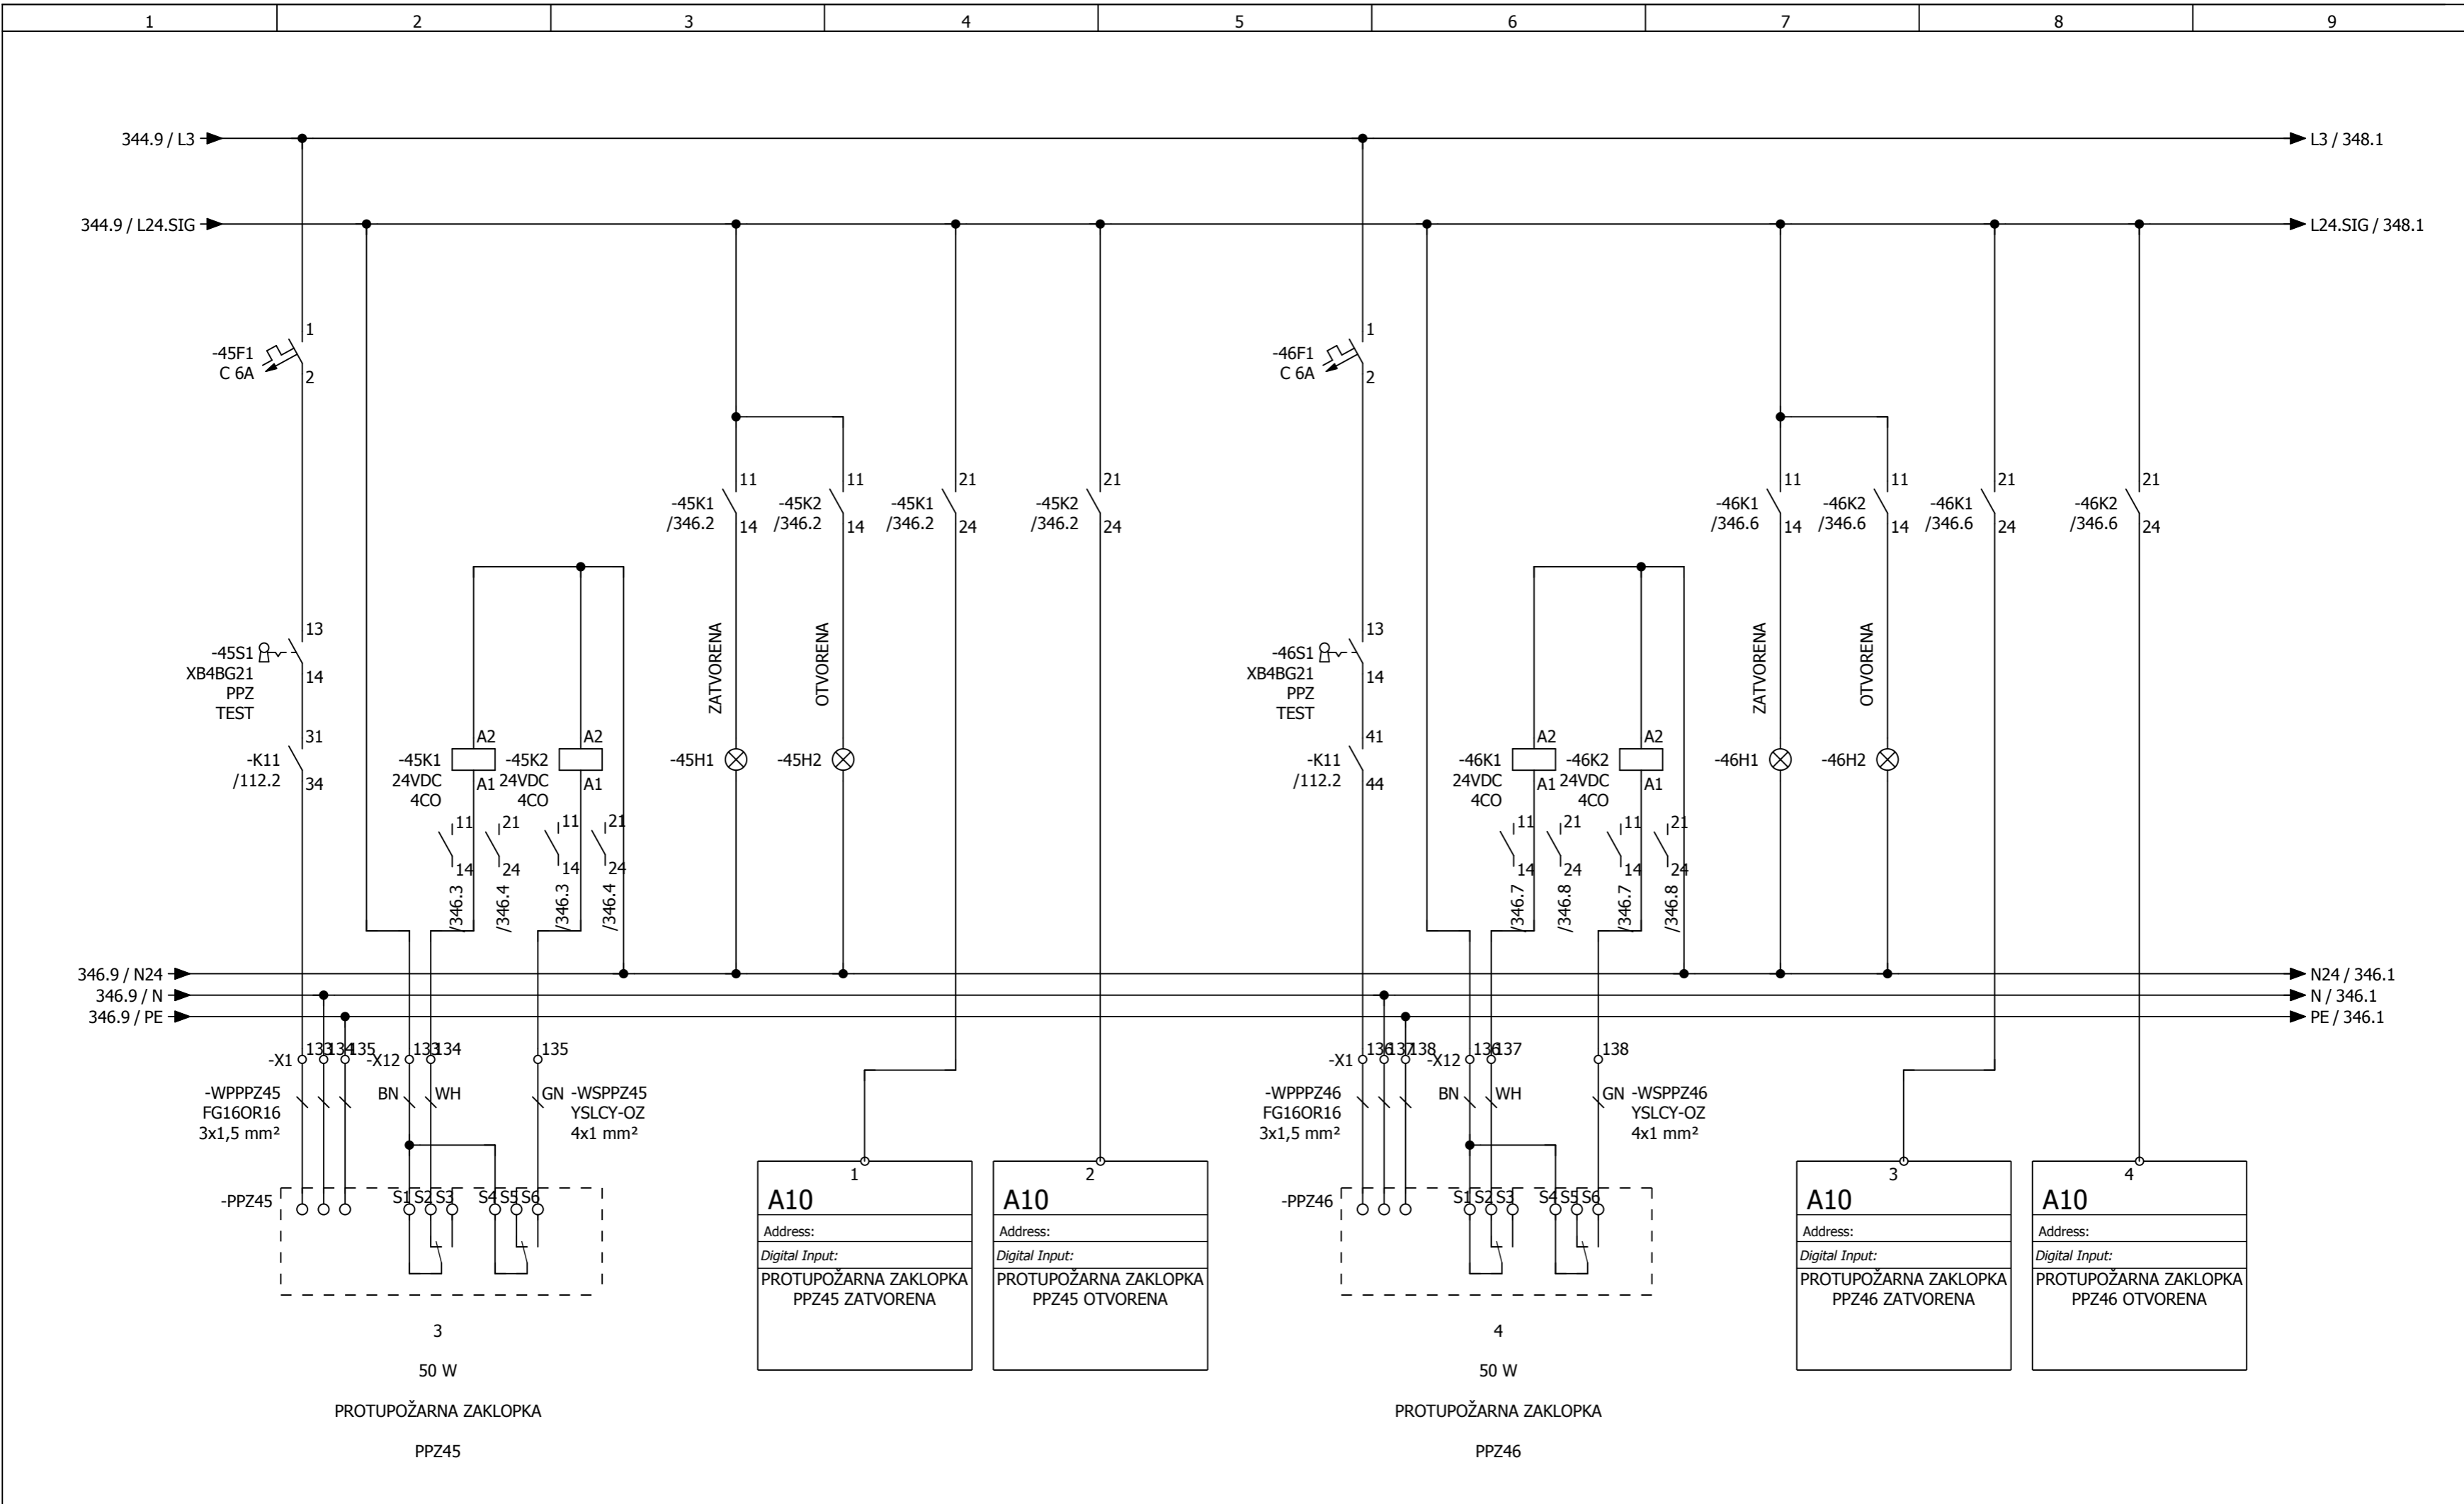 1 2 3 4 5 6 7 8 9
344.9 / L3
L3 / 348.1
344.9 / L24.SIG
L24.SIG / 348.1
1
-45F1
C 6A
2
1
-46F1
C 6A
2
11
-45K1
/346.2
14
11
-45K2
/346.2
14
21
-45K1
/346.2
24
21
-45K2
/346.2
24
11
-46K1
/346.6
14
11
-46K2
/346.6
14
21
-46K1
/346.6
24
21
-46K2
/346.6
24
13
-45S1
XB4BG21
14
PPZ
TEST
31
-K11
/112.2
34
A2
-45K1
24VDC
A1
4CO
A2
-45K2
24VDC
A1
4CO
11
14
/346.3
21
24
/346.4
11
14
/346.3
21
24
/346.4
ZATVORENA
-45H1
OTVORENA
-45H2
13
-46S1
XB4BG21
14
PPZ
TEST
41
-K11
/112.2
44
A2
-46K1
24VDC
A1
4CO
A2
-46K2
24VDC
A1
4CO
11
14
/346.7
21
24
/346.8
11
14
/346.7
21
24
/346.8
ZATVORENA
-46H1
OTVORENA
-46H2
346.9 / N24
N24 / 346.1
346.9 / N
N / 346.1
346.9 / PE
PE / 346.1
-X1 133 134 135
-X12 133 134 135
-WPPPZ45
FG16OR16
3x1,5 mm²
BN WH GN
-WSPPZ45
YSLCY-OZ
4x1 mm²
-PPZ45
S1 S2 S3 S4 S5 S6
3
50 W
PROTUPOŽARNA ZAKLOPKA
PPZ45
1
A10
Address:
Digital Input:
PROTUPOŽARNA ZAKLOPKA
PPZ45 ZATVORENA
2
A10
Address:
Digital Input:
PROTUPOŽARNA ZAKLOPKA
PPZ45 OTVORENA
-X1 136 137 138
-X12 136 137 138
-WPPPZ46
FG16OR16
3x1,5 mm²
BN WH GN
-WSPPZ46
YSLCY-OZ
4x1 mm²
-PPZ46
S1 S2 S3 S4 S5 S6
4
50 W
PROTUPOŽARNA ZAKLOPKA
PPZ46
3
A10
Address:
Digital Input:
PROTUPOŽARNA ZAKLOPKA
PPZ46 ZATVORENA
4
A10
Address:
Digital Input:
PROTUPOŽARNA ZAKLOPKA
PPZ46 OTVORENA